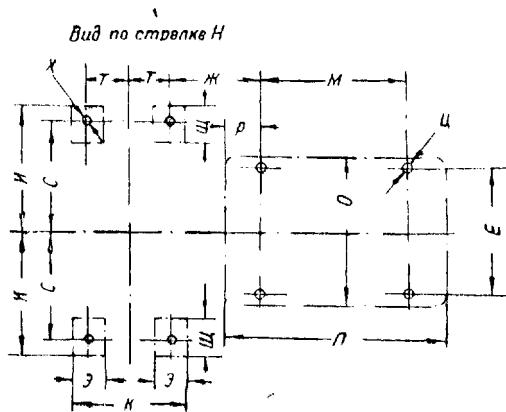 Вид по стрелке Н
Х Т Т Ж М
Щ Р Ц
И С О Е
И С Щ П
Э Э
К